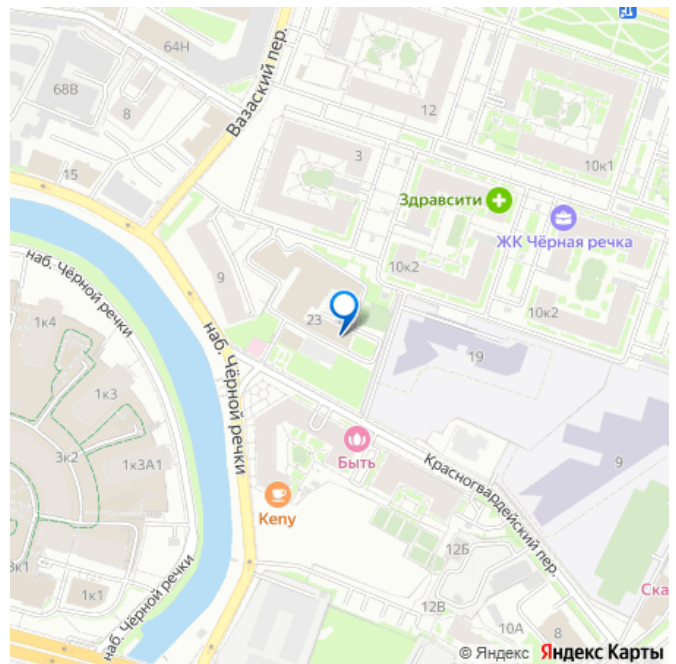 64Н
Вазаский пер.
68В
8
12
3
10к1
15
Здравсити
ЖК Чёрная речка
наб. Чёрной речки
9
10к2
10к2
1к4
23
наб. Чёрной речки
19
1к3
3к2
1к3А1
Быть
Красногвардейский пер.
9
Keny
12Б
наб. Чёрной речки
1к1
12В
10А
8
Ска
© Яндекс Яндекс Карты